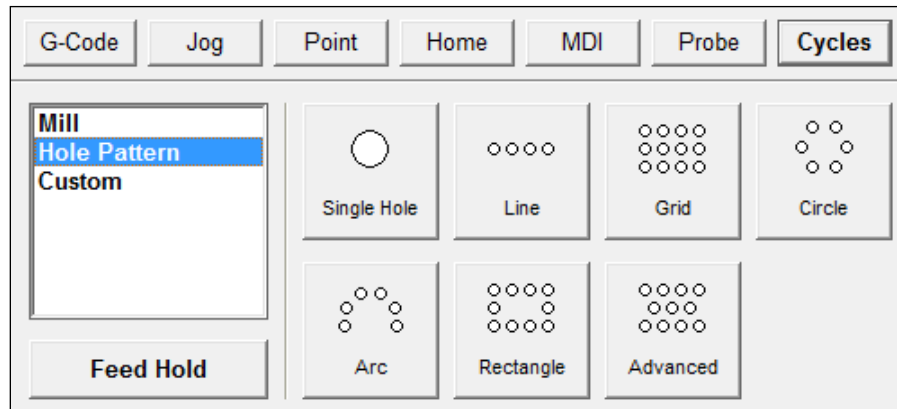 G-Code Jog Point Home MDI Probe Cycles
Mill
Hole Pattern
Custom
Single Hole Line Grid Circle
Arc Rectangle Advanced
Feed Hold